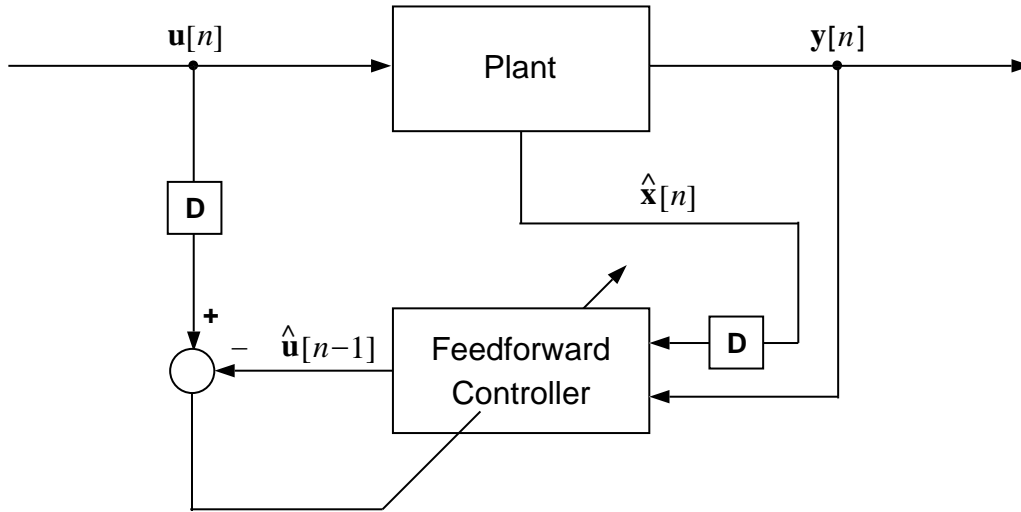 u[n]
y[n]
Plant
D
x̂[n]
+
− û[n−1]
Feedforward
Controller
D